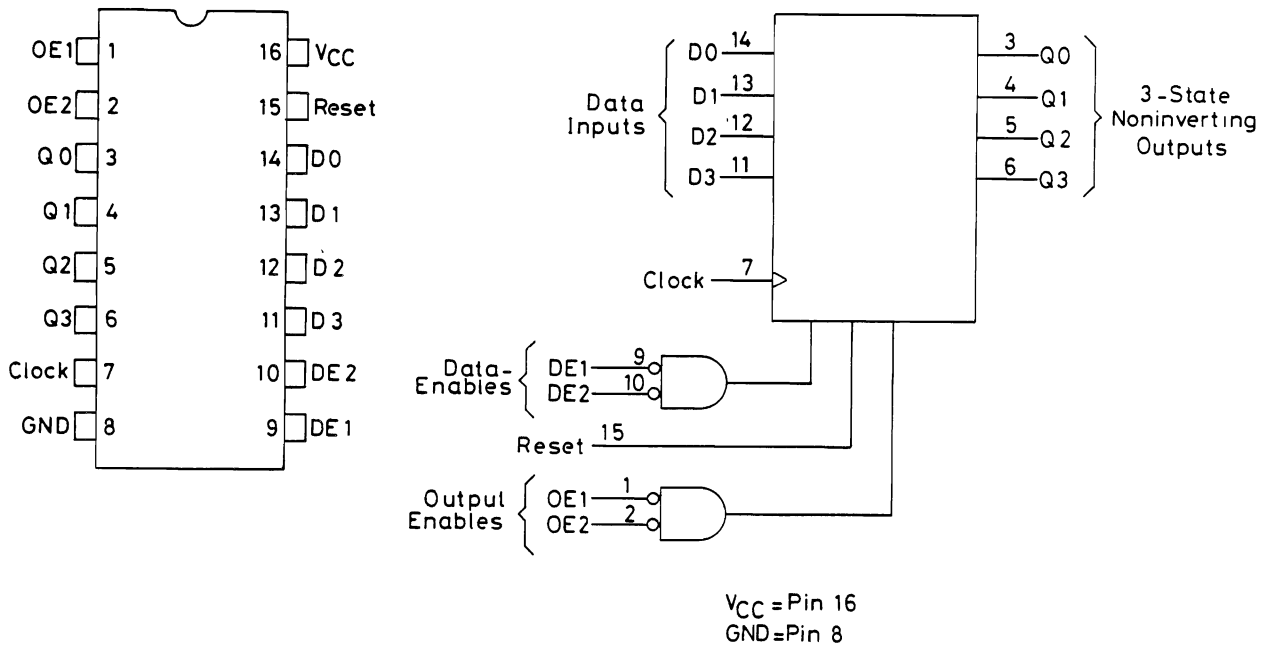 OE1 1
OE2 2
Q0 3
Q1 4
Q2 5
Q3 6
Clock 7
GND 8
16 VCC
15 Reset
14 D0
13 D1
12 D2
11 D3
10 DE2
9 DE1
Data
Inputs
D0 14
D1 13
D2 12
D3 11
Clock 7
3 Q0
4 Q1
5 Q2
6 Q3
3-State
Noninverting
Outputs
Data-
Enables
DE1 9
DE2 10
Reset 15
Output
Enables
OE1 1
OE2 2
VCC=Pin 16
GND=Pin 8